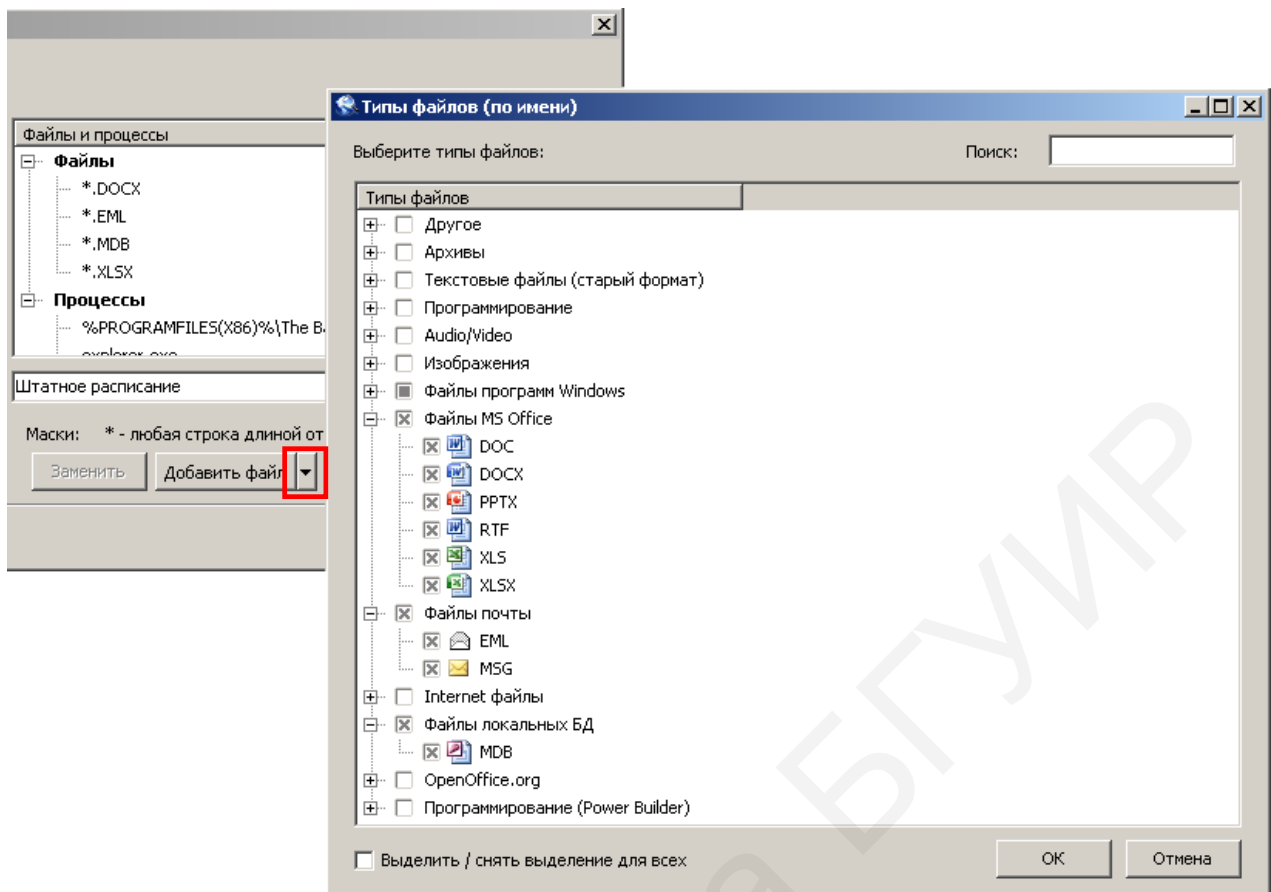 Файлы и процессы
Файлы
*.DOCX
*.EML
*.MDB
*.XLSX
Процессы
%PROGRAMFILES(X86)%\The B
explorer.exe
Штатное расписание
Маски: * - любая строка длиной от
Заменить Добавить файл
Типы файлов (по имени)
Выберите типы файлов: Поиск:
Типы файлов
Другое
Архивы
Текстовые файлы (старый формат)
Программирование
Audio/Video
Изображения
Файлы программ Windows
Файлы MS Office
DOC
DOCX
PPTX
RTF
XLS
XLSX
Файлы почты
EML
MSG
Internet файлы
Файлы локальных БД
MDB
OpenOffice.org
Программирование (Power Builder)
Выделить / снять выделение для всех
OK Отмена
а БГУИР